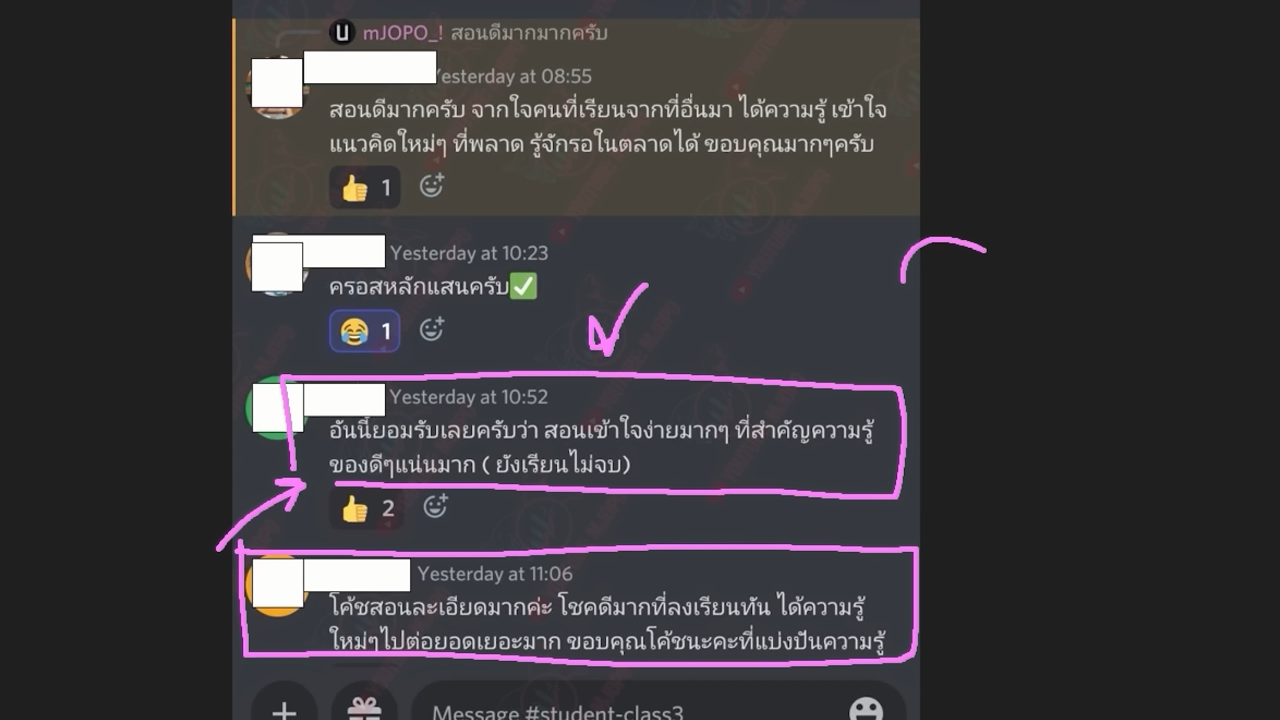 mJOPO_! สอนดีมากมากครับ
Yesterday at 08:55
สอนดีมากครับ จากใจคนที่เรียนจากที่อื่นมา ได้ความรู้ เข้าใจ
แนวคิดใหม่ๆ ที่พลาด รู้จักรอในตลาดได้ ขอบคุณมากๆครับ
1
Yesterday at 10:23
ครอสหลักแสนครับ✅
1
Yesterday at 10:52
อันนี้ยอมรับเลยครับว่า สอนเข้าใจง่ายมากๆ ที่สำคัญความรู้
ของดีๆแน่นมาก ( ยังเรียนไม่จบ)
2
Yesterday at 11:06
โค้ชสอนละเอียดมากค่ะ โชคดีมากที่ลงเรียนทัน ได้ความรู้
ใหม่ๆไปต่อยอดเยอะมาก ขอบคุณโค้ชนะคะที่แบ่งปันความรู้
Message #student-class3